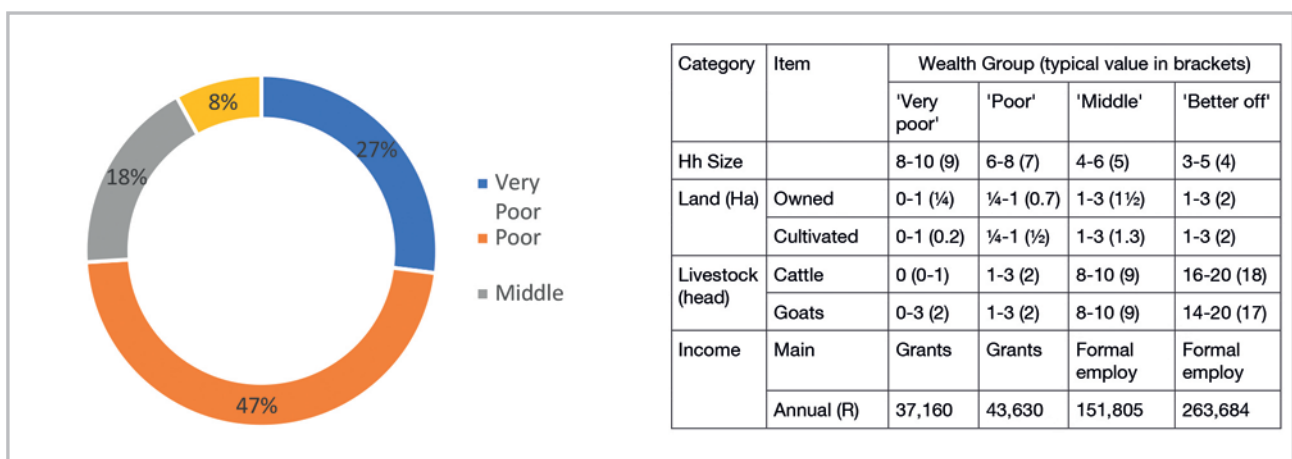 8%
27%
18%
47%
Very
Poor
Poor
Middle
Category Item Wealth Group (typical value in brackets)
'Very poor' 'Poor' 'Middle' 'Better off'
Hh Size 8-10 (9) 6-8 (7) 4-6 (5) 3-5 (4)
Land (Ha) Owned 0-1 (¼) ¼-1 (0.7) 1-3 (1½) 1-3 (2)
Cultivated 0-1 (0.2) ¼-1 (½) 1-3 (1.3) 1-3 (2)
Livestock (head) Cattle 0 (0-1) 1-3 (2) 8-10 (9) 16-20 (18)
Goats 0-3 (2) 1-3 (2) 8-10 (9) 14-20 (17)
Income Main Grants Grants Formal employ Formal employ
Annual (R) 37,160 43,630 151,805 263,684